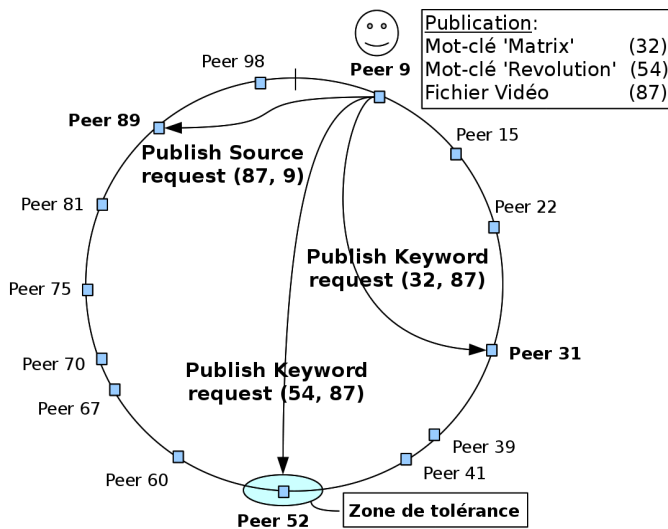 Publication:
Mot-clé 'Matrix' (32)
Mot-clé 'Revolution' (54)
Fichier Vidéo (87)
Peer 98
Peer 9
Peer 89
Peer 15
Publish Source
request (87, 9)
Peer 81
Peer 22
Publish Keyword
request (32, 87)
Peer 75
Peer 31
Peer 70
Publish Keyword
request (54, 87)
Peer 67
Peer 39
Peer 41
Peer 60
Zone de tolérance
Peer 52